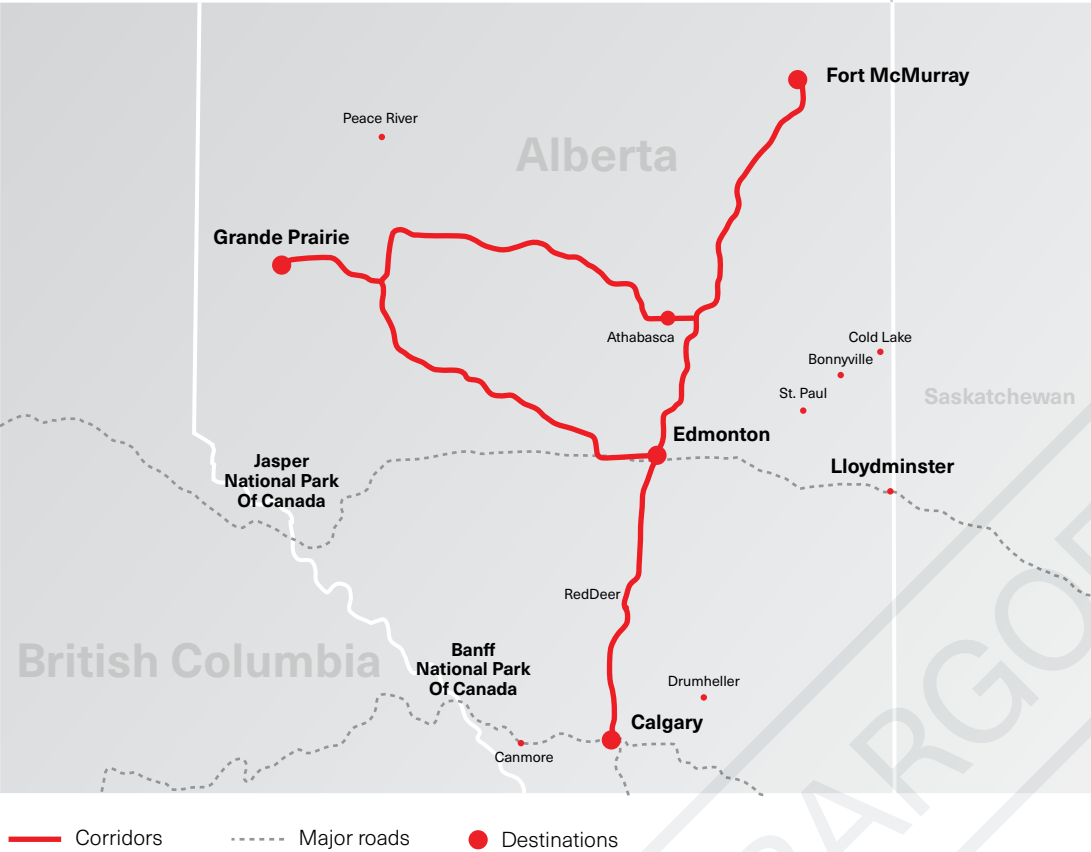 Fort McMurray
Peace River
Alberta
Grande Prairie
Athabasca
Cold Lake
Bonnyville
St. Paul
Saskatchewan
Edmonton
Lloydminster
Jasper
National Park
Of Canada
RedDeer
British Columbia
Banff
National Park
Of Canada
Drumheller
Calgary
Canmore
Corridors
Major roads
Destinations